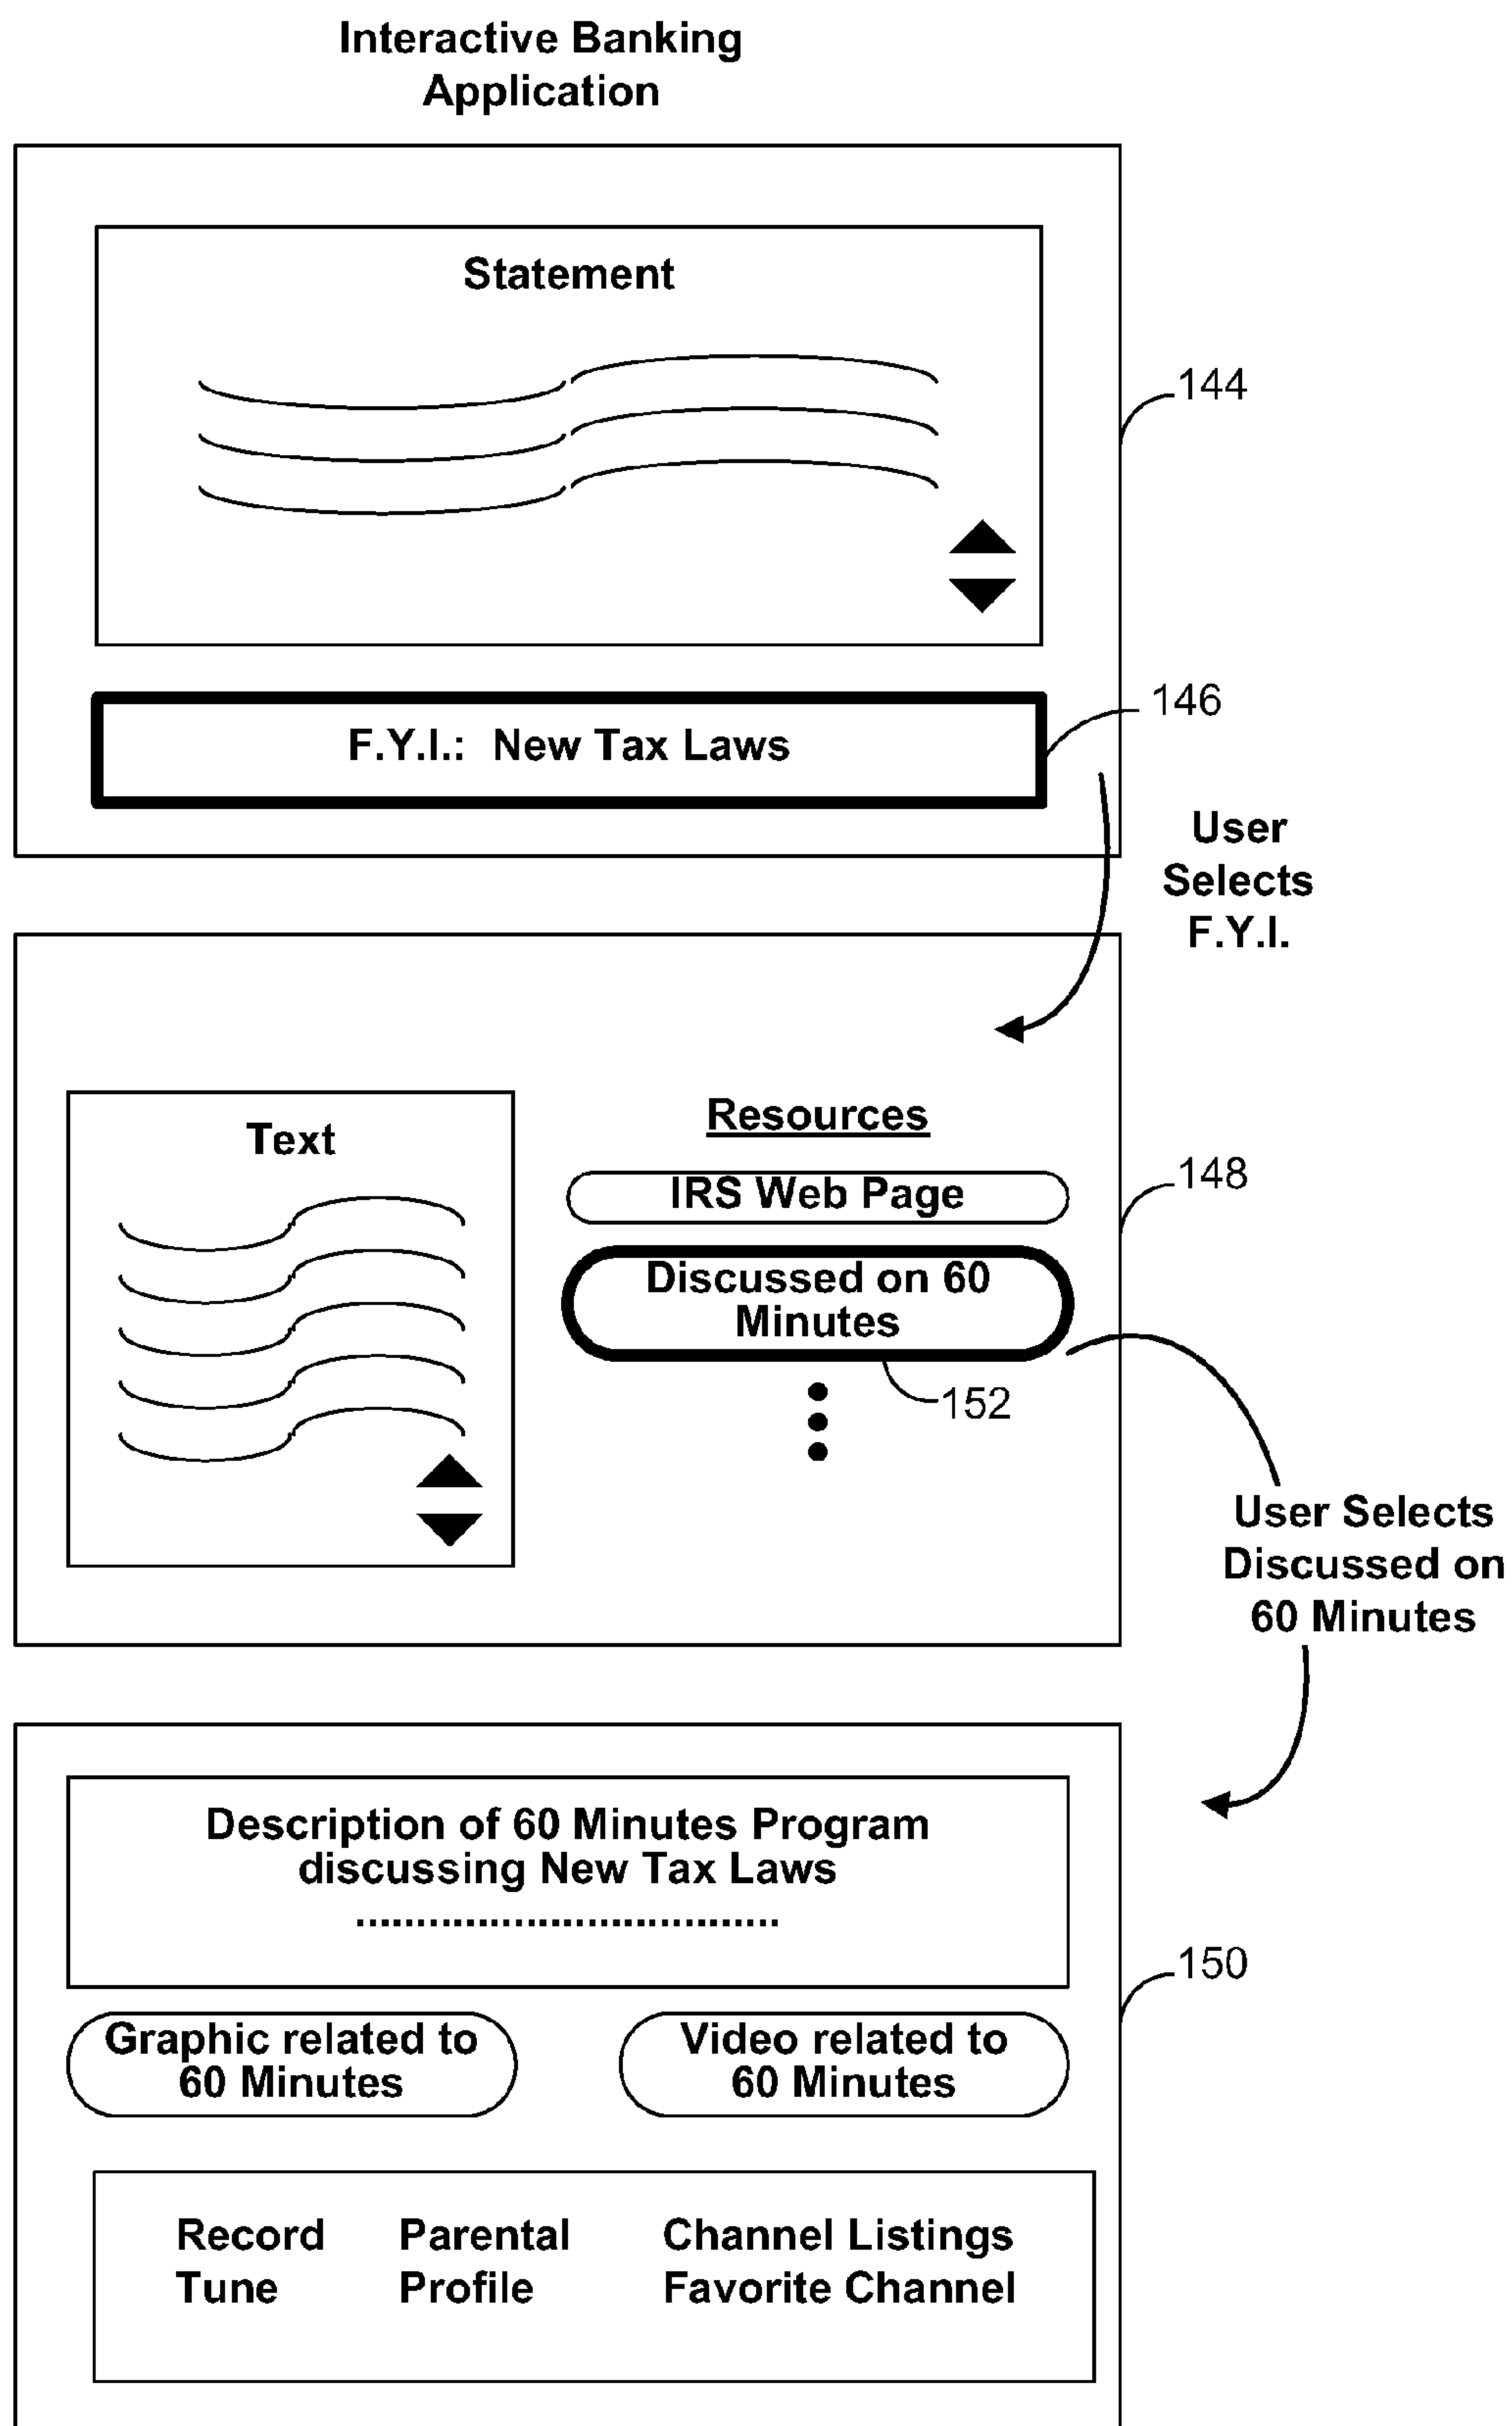 Interactive Banking
Application
Statement
144
146
F.Y.I.: New Tax Laws
User
Selects
F.Y.I.
Text
Resources
IRS Web Page
148
Discussed on 60
Minutes
152
User Selects
Discussed on
60 Minutes
Description of 60 Minutes Program
discussing New Tax Laws
150
Graphic related to
60 Minutes
Video related to
60 Minutes
Record Parental Channel Listings
Tune Profile Favorite Channel